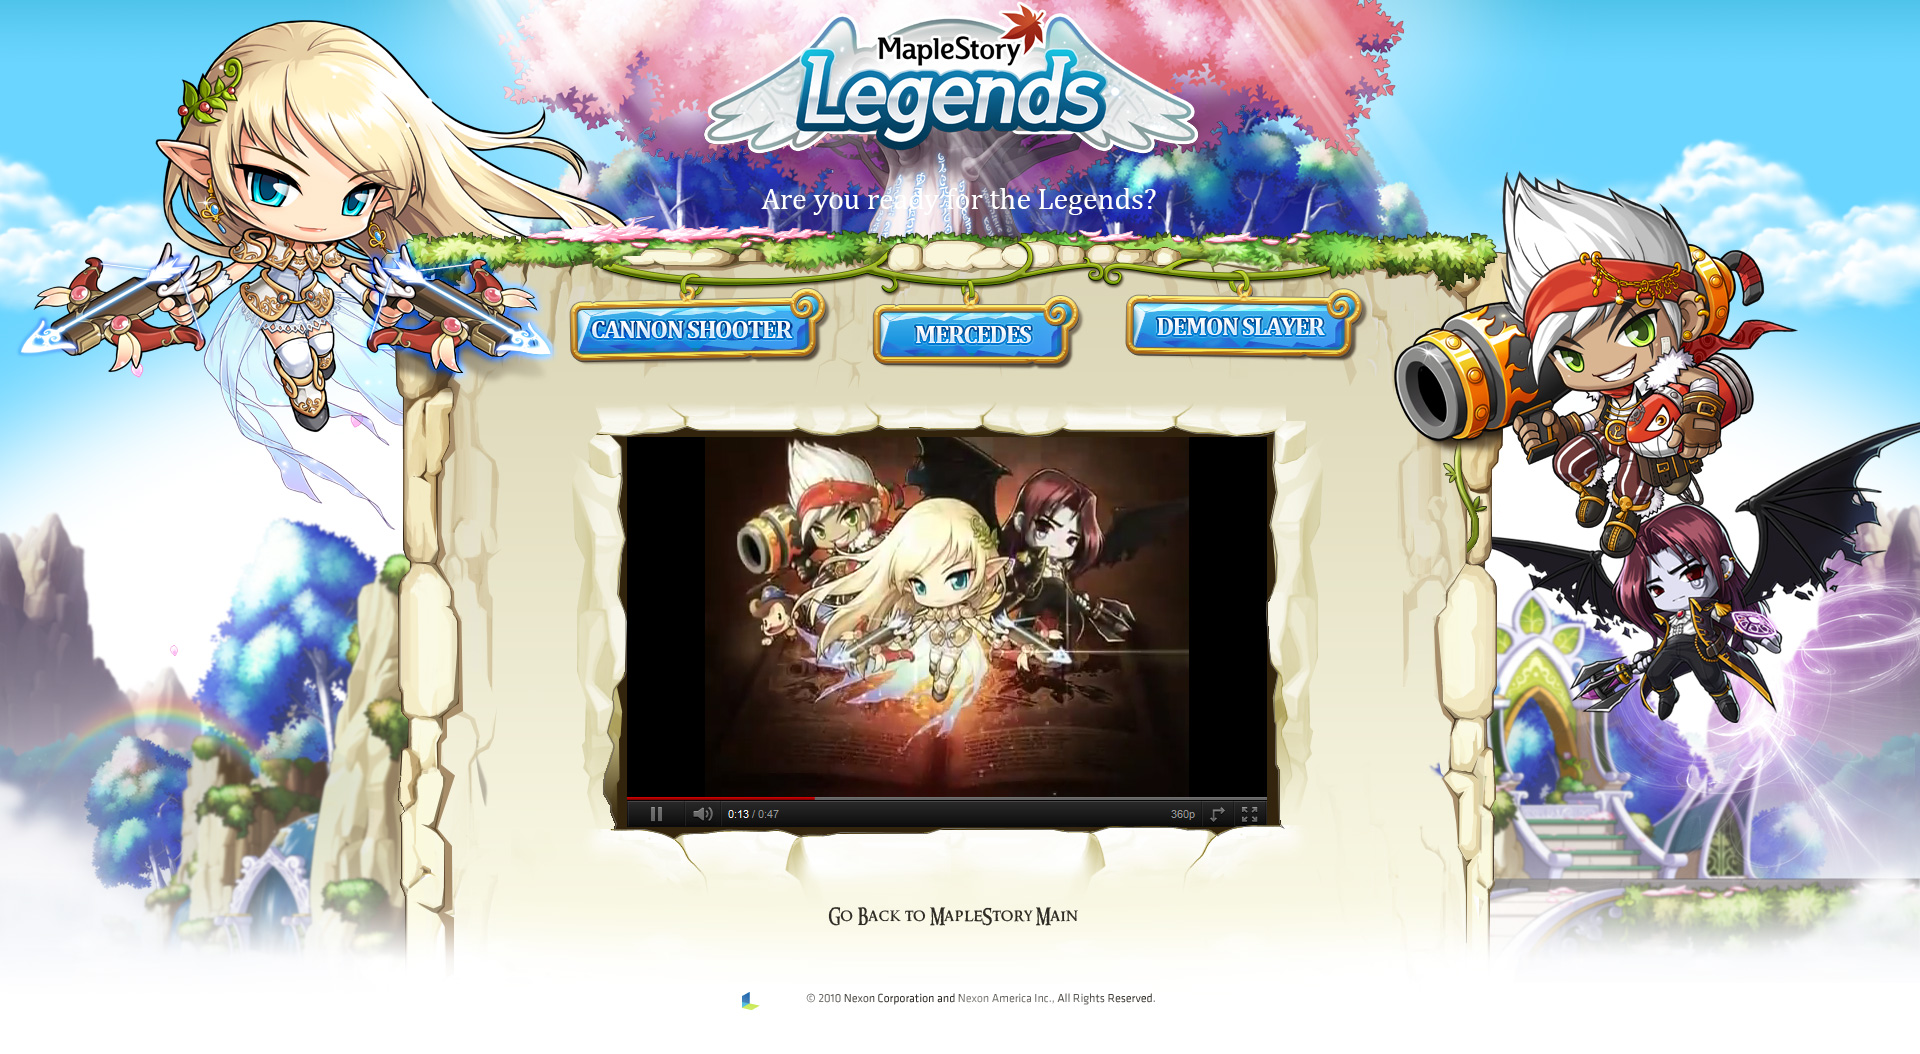 MapleStory
Legends
Are you ready for the Legends?
CANNON SHOOTER
MERCEDES
DEMON SLAYER
0:13 / 0:47
360p
Go Back to MapleStory Main
© 2010 Nexon Corporation and Nexon America Inc., All Rights Reserved.